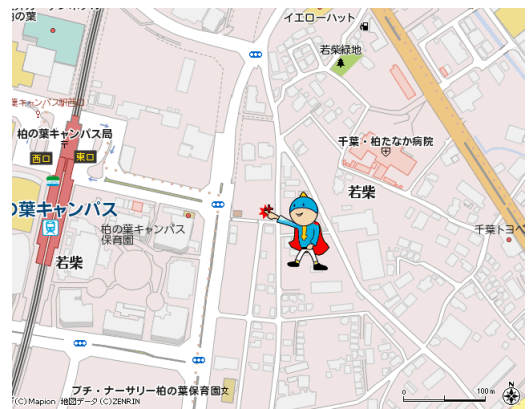 柏の葉
イエローハット
若柴緑地
柏の葉キャンパス局
西口
東口
千葉・柏たなか病院
若柴
の葉キャンパス
柏の葉キャンパス
保育園
千葉トヨペ
若柴
プチ・ナーサリー柏の葉保育園
(C)Mapion 地図データ(C)ZENRIN
0
100m